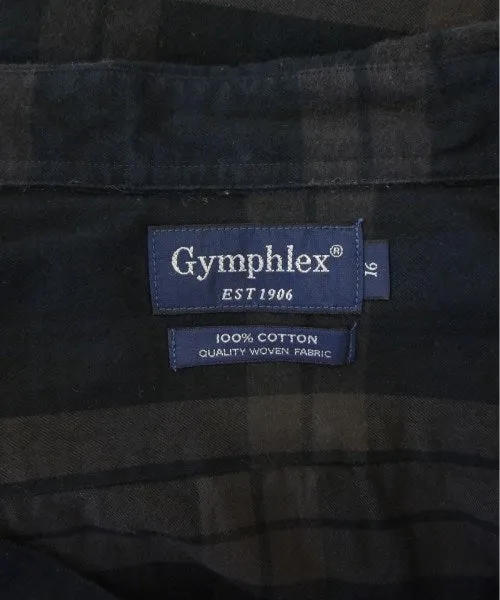 Gymphlex®
EST 1906
16
100% COTTON
QUALITY WOVEN FABRIC